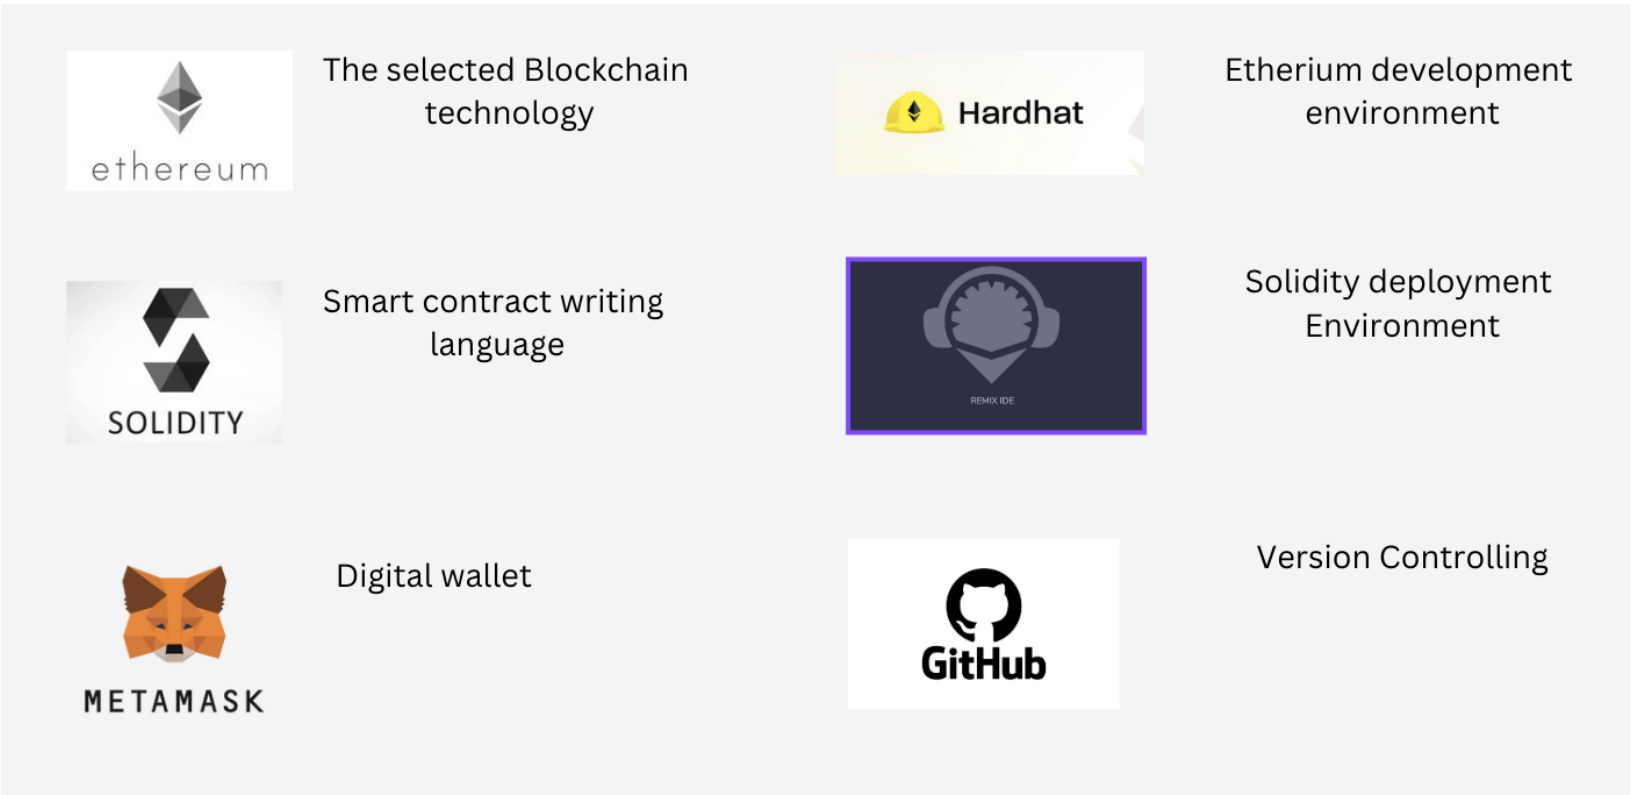 ethereum
The selected Blockchain
technology
Hardhat
Etherium development
environment
SOLIDITY
Smart contract writing
language
REMIX IDE
Solidity deployment
Environment
METAMASK
Digital wallet
GitHub
Version Controlling